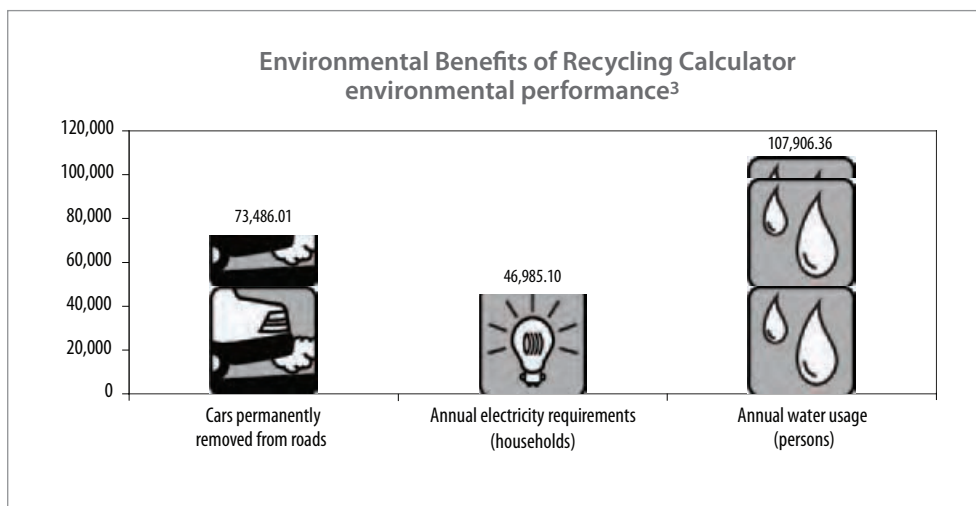 Environmental Benefits of Recycling Calculator
environmental performance³
120,000
100,000
80,000
60,000
40,000
20,000
0
73,486.01
46,985.10
107,906.36
Cars permanently
removed from roads
Annual electricity requirements
(households)
Annual water usage
(persons)